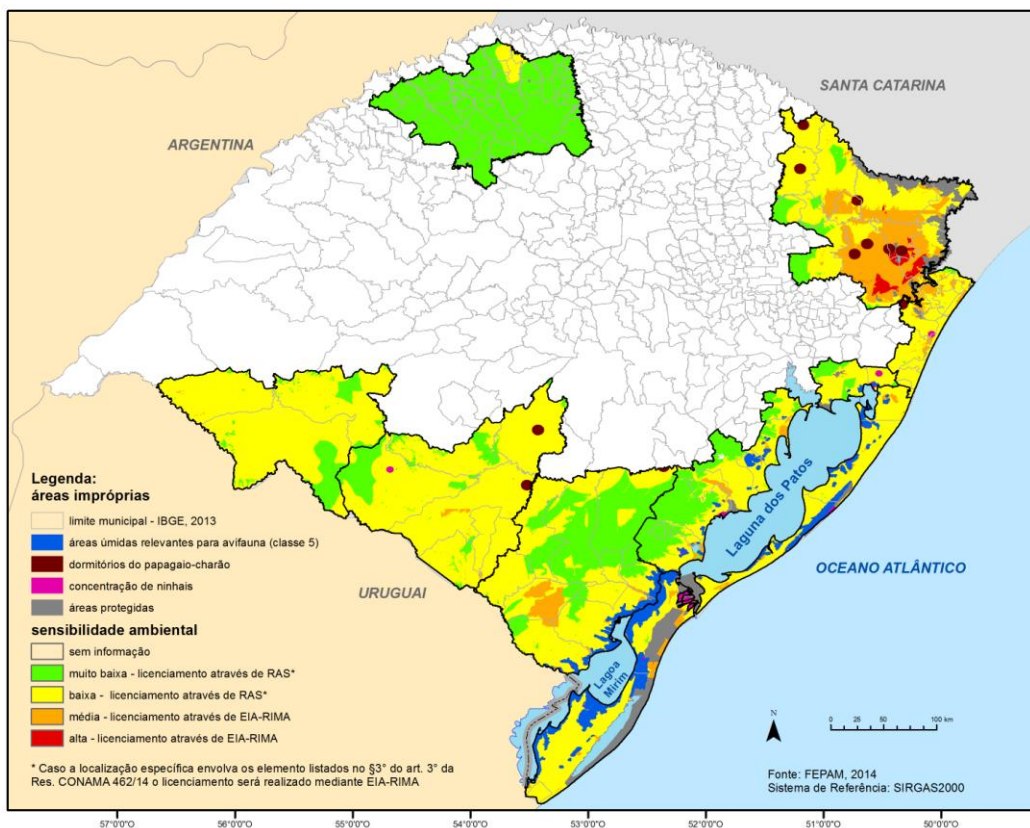 SANTA CATARINA
ARGENTINA
Laguna dos Patos
OCEANO ATLÂNTICO
URUGUAI
Lagoa
Mirim
Legenda:
áreas impróprias
limite municipal - IBGE, 2013
áreas úmidas relevantes para avifauna (classe 5)
dormitórios do papagaio-charão
concentração de ninhais
áreas protegidas
sensibilidade ambiental
sem informação
muito baixa - licenciamento através de RAS*
baixa - licenciamento através de RAS*
média - licenciamento através de EIA-RIMA
alta - licenciamento através de EIA-RIMA
* Caso a localização específica envolva os elemento listados no §3° do art. 3° da
Res. CONAMA 462/14 o licenciamento será realizado mediante EIA-RIMA
N
0 20 40 60 80 100 km
Fonte: FEPAM, 2014
Sistema de Referência: SIRGAS2000
57°0'0"O 56°0'0"O 55°0'0"O 54°0'0"O 53°0'0"O 52°0'0"O 51°0'0"O 50°0'0"O